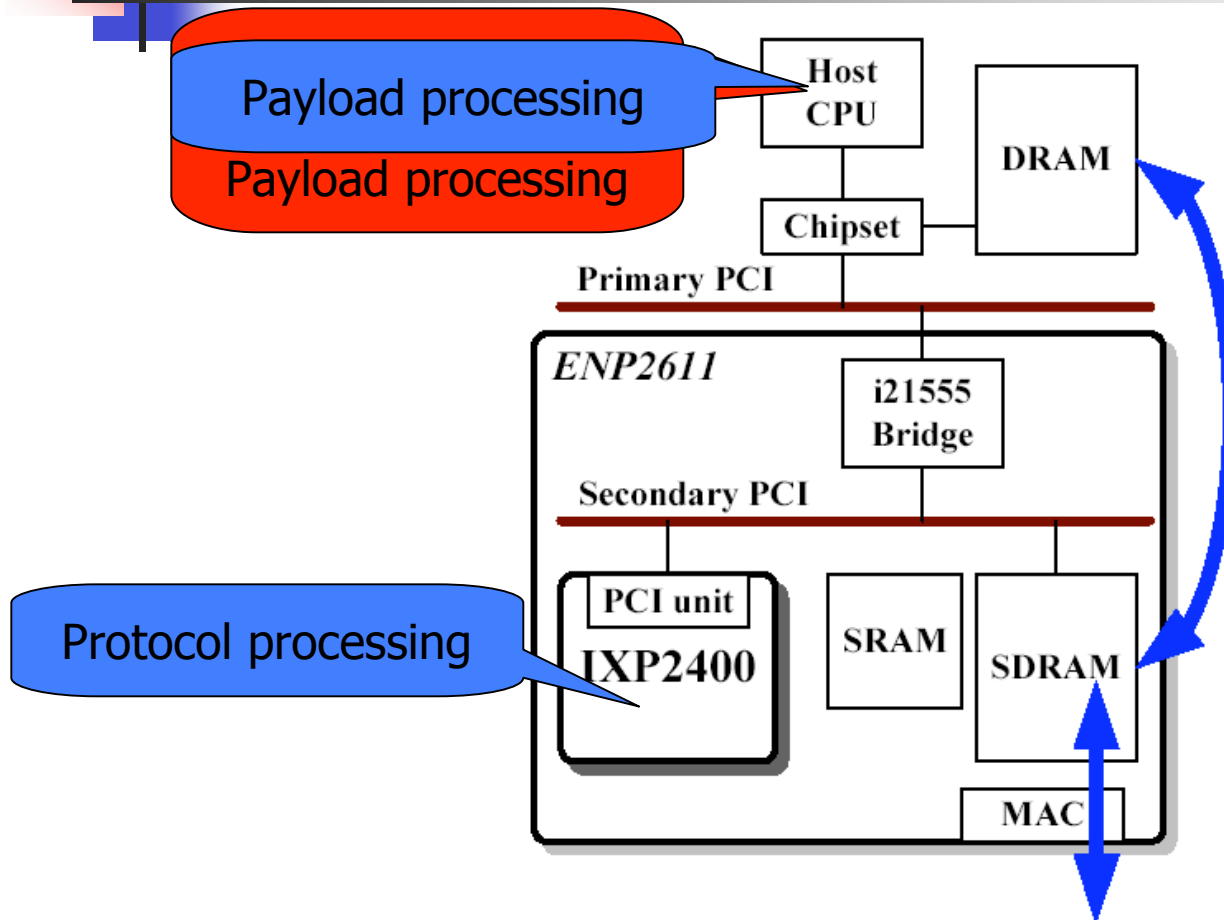 Payload processing
Payload processing
Host
CPU
DRAM
Chipset
Primary PCI
ENP2611
i21555
Bridge
Secondary PCI
PCI unit
IXP2400
SRAM
SDRAM
Protocol processing
MAC